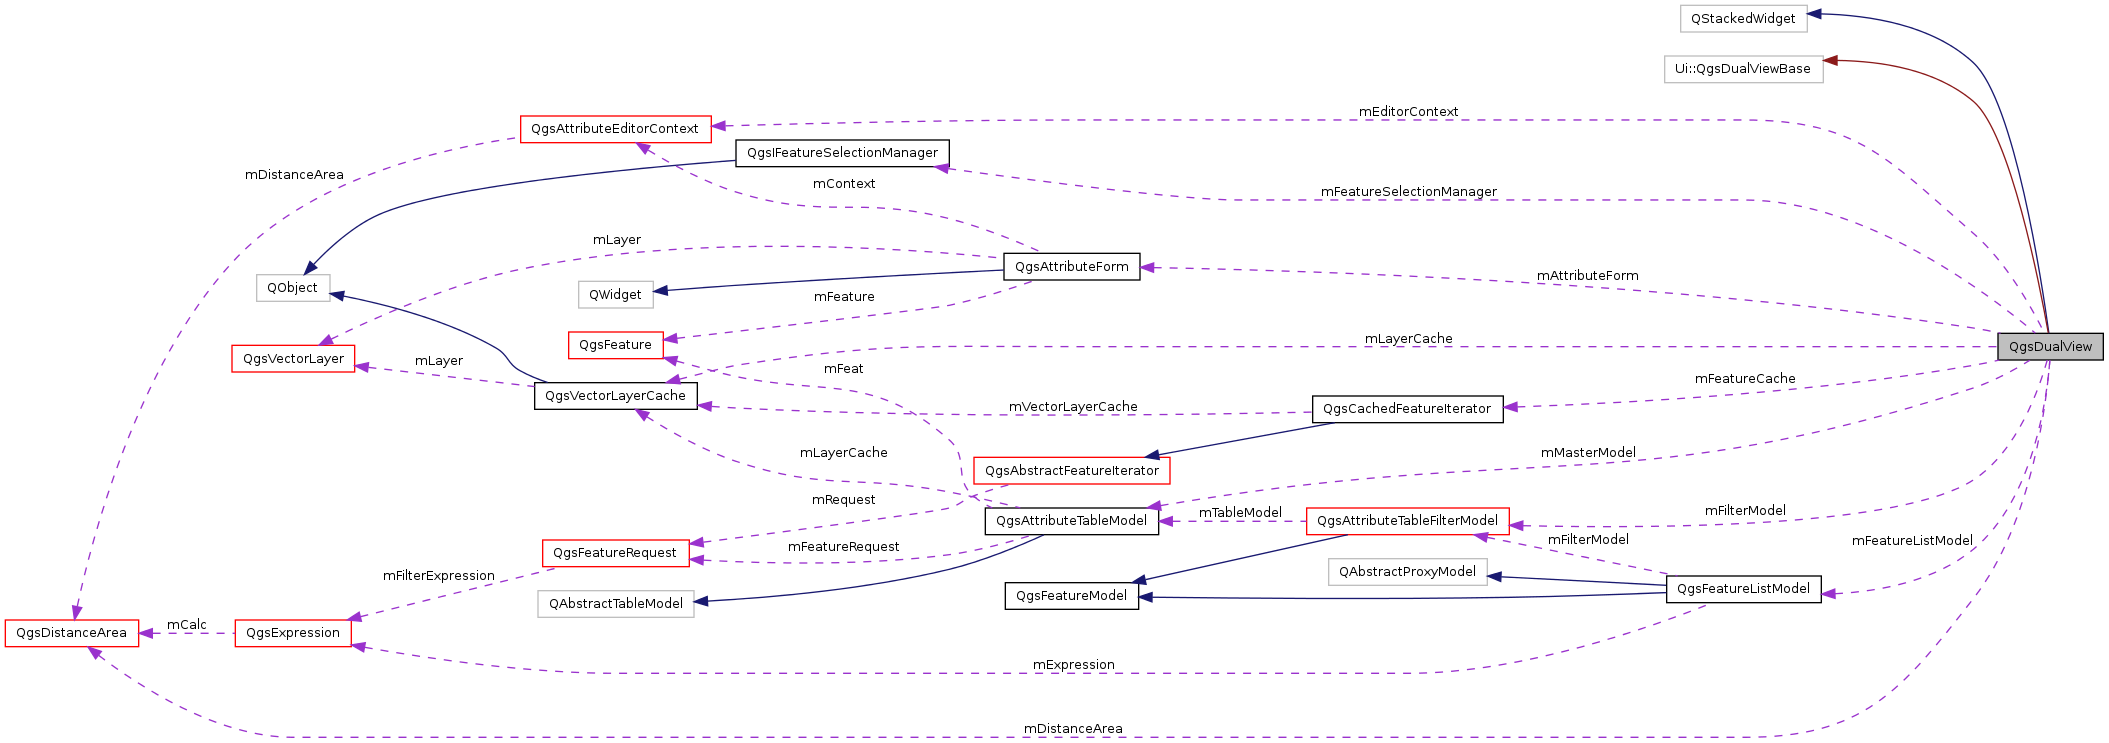 QStackedWidget
Ui::QgsDualViewBase
mEditorContext
QgsAttributeEditorContext
QgsIFeatureSelectionManager
mDistanceArea
mContext
mFeatureSelectionManager
mLayer
QgsAttributeForm
mAttributeForm
QObject
QWidget
mFeature
QgsFeature
mLayerCache
QgsDualView
QgsVectorLayer
mLayer
mFeat
mFeatureCache
QgsVectorLayerCache
mVectorLayerCache
QgsCachedFeatureIterator
mLayerCache
mMasterModel
QgsAbstractFeatureIterator
mRequest
mTableModel
mFilterModel
QgsAttributeTableModel
QgsAttributeTableFilterModel
mFilterModel
mFeatureListModel
mFeatureRequest
QgsFeatureRequest
mFilterExpression
QAbstractProxyModel
QgsFeatureListModel
QgsFeatureModel
QAbstractTableModel
mCalc
QgsDistanceArea
QgsExpression
mExpression
mDistanceArea